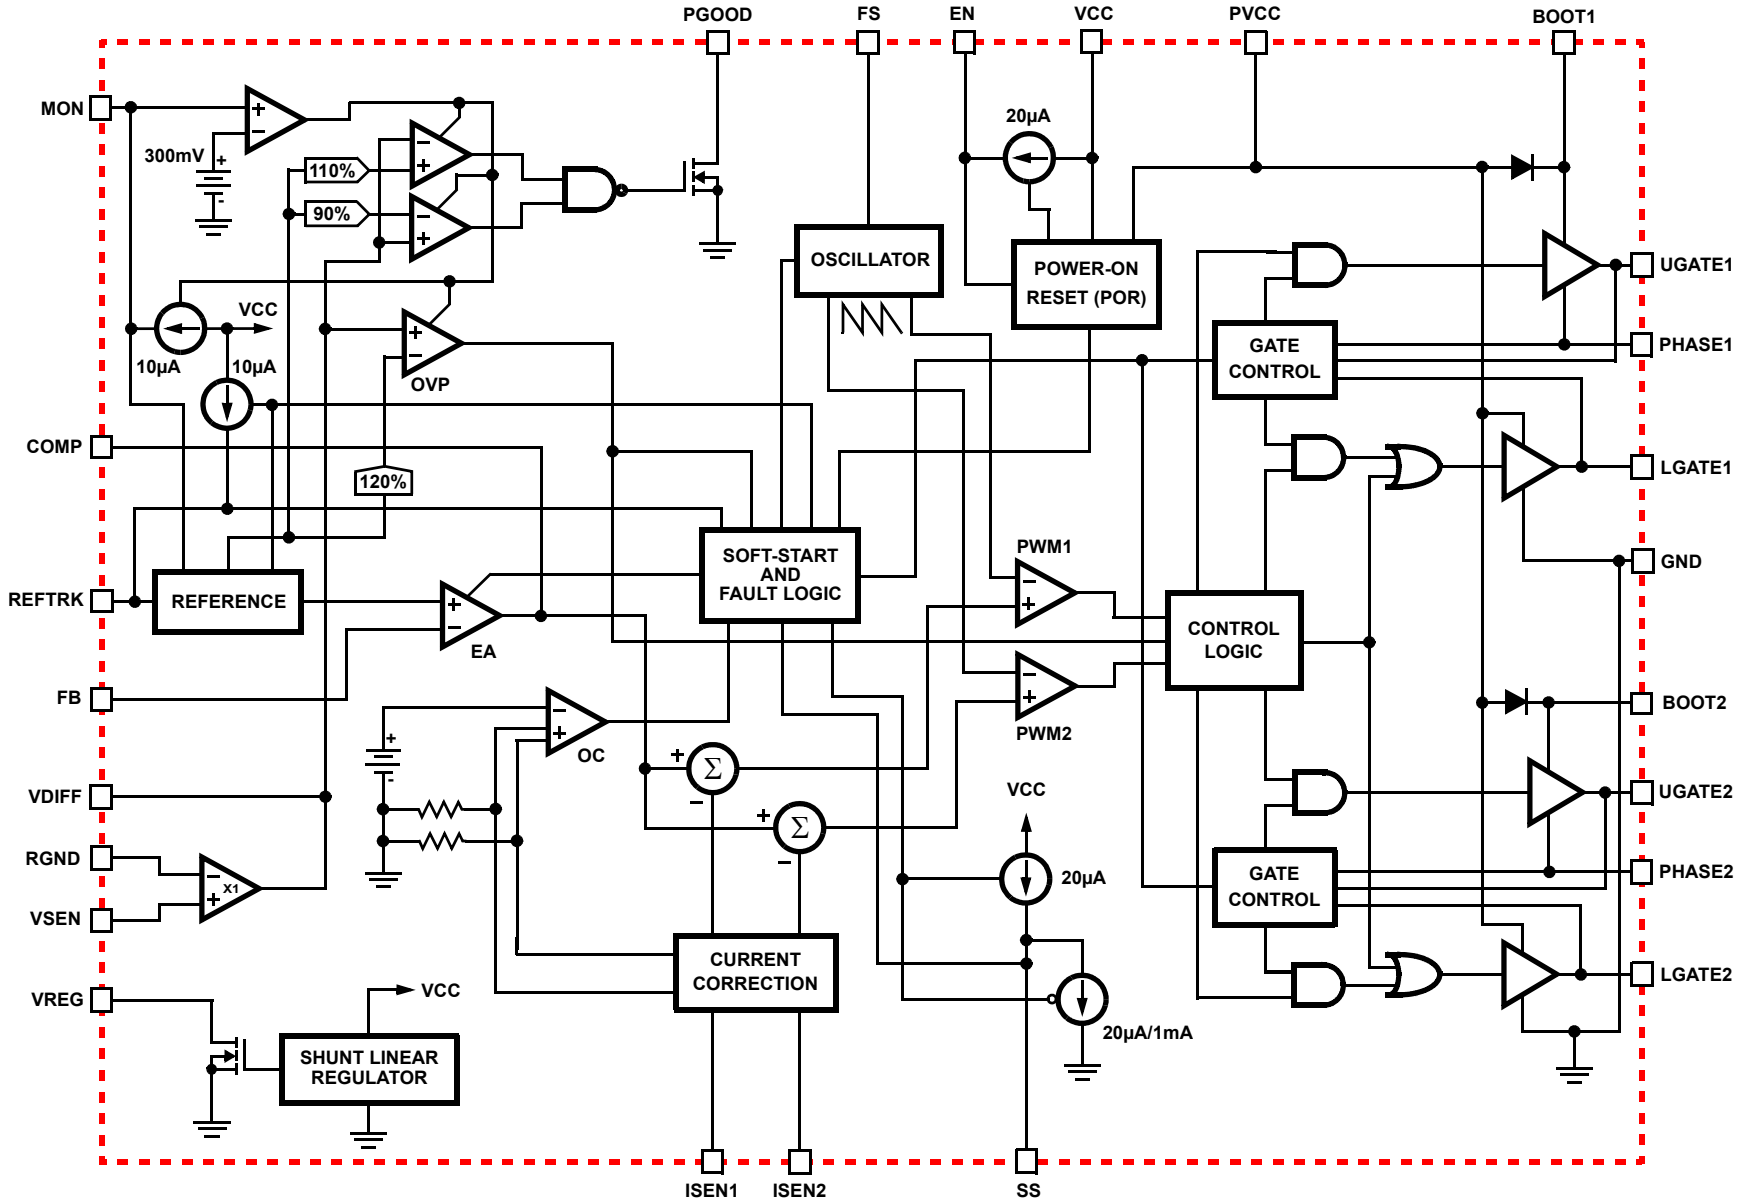 PGOOD
FS
EN
VCC
PVCC
BOOT1
MON
+
−
300mV
+
-
110%
90%
−
+
−
+
20µA
OSCILLATOR
POWER-ON
RESET (POR)
UGATE1
VCC
10µA
10µA
+
−
OVP
GATE
CONTROL
PHASE1
COMP
120%
LGATE1
REFTRK
REFERENCE
+
−
EA
SOFT-START
AND
FAULT LOGIC
PWM1
−
+
CONTROL
LOGIC
GND
FB
−
+
OC
+
-
−
+
PWM2
BOOT2
+
Σ
−
+
Σ
−
VDIFF
VCC
UGATE2
RGND
VSEN
−
+
X1
20µA
GATE
CONTROL
PHASE2
CURRENT
CORRECTION
LGATE2
VREG
VCC
20µA/1mA
SHUNT LINEAR
REGULATOR
ISEN1
ISEN2
SS